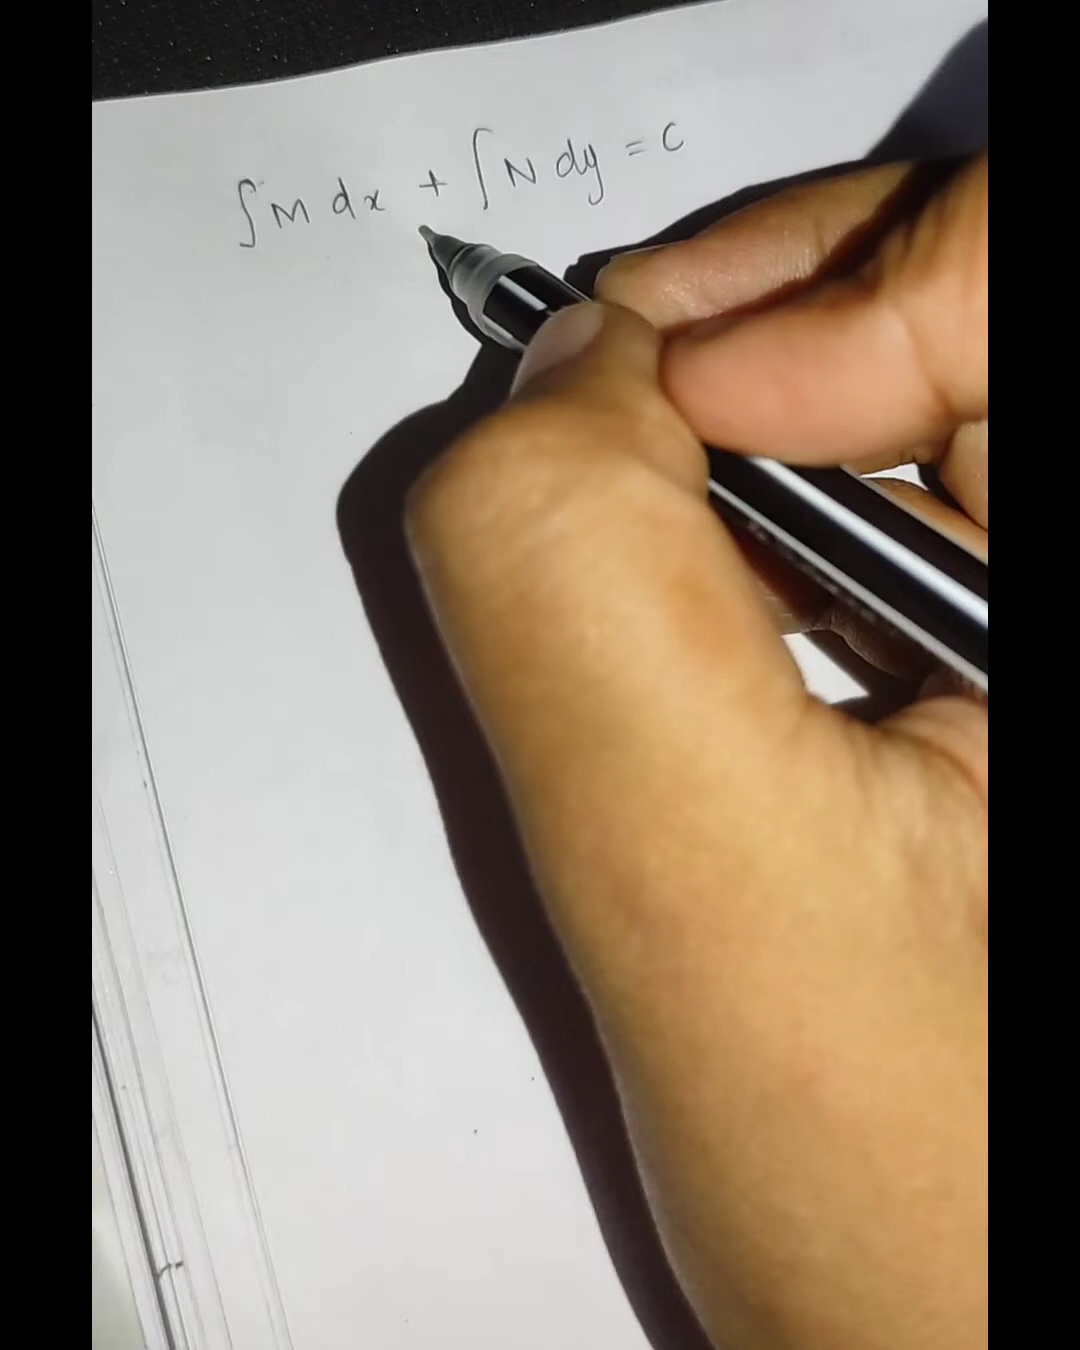 ∫M dx + ∫N dy = c